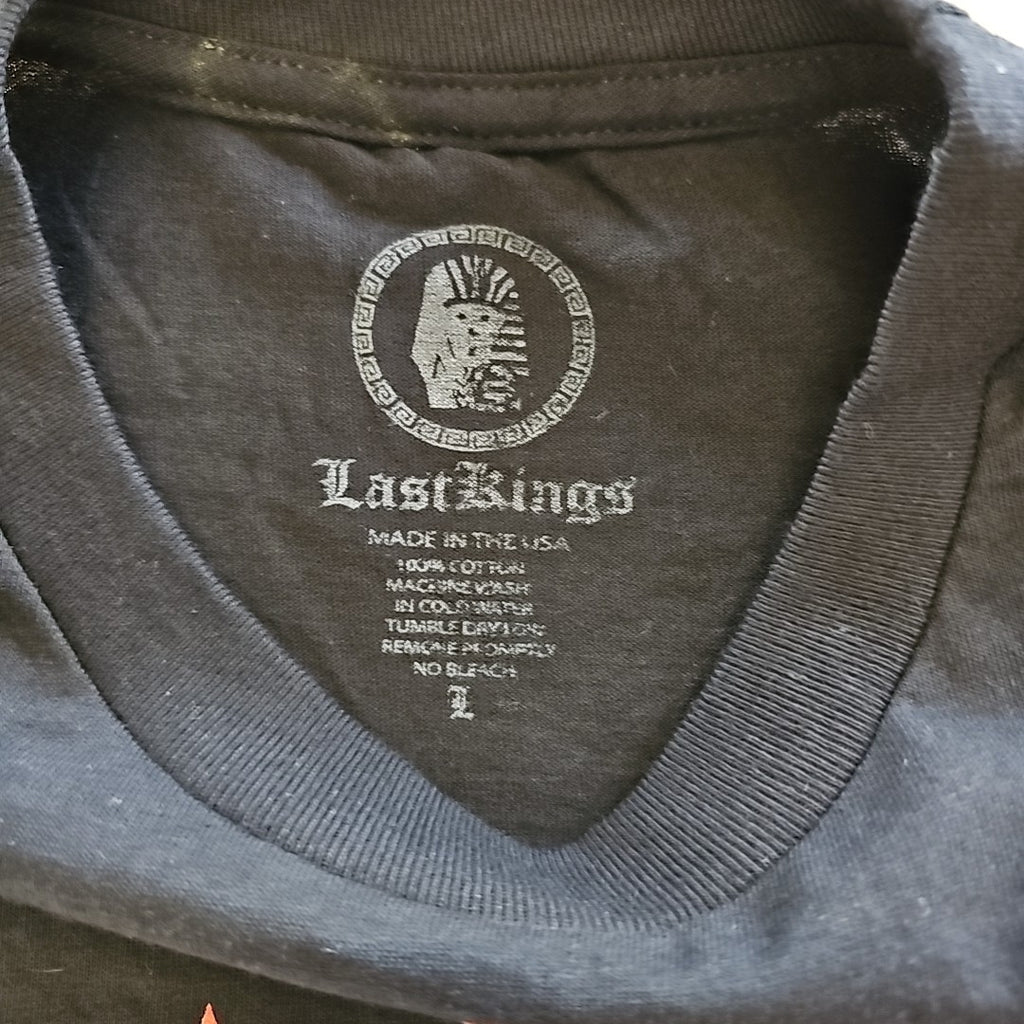 LastKings
MADE IN THE USA
100% COTTON
MACHINE WASH
IN COLD WATER
TUMBLE DRY LOW
REMOVE PROMPTLY
NO BLEACH
L